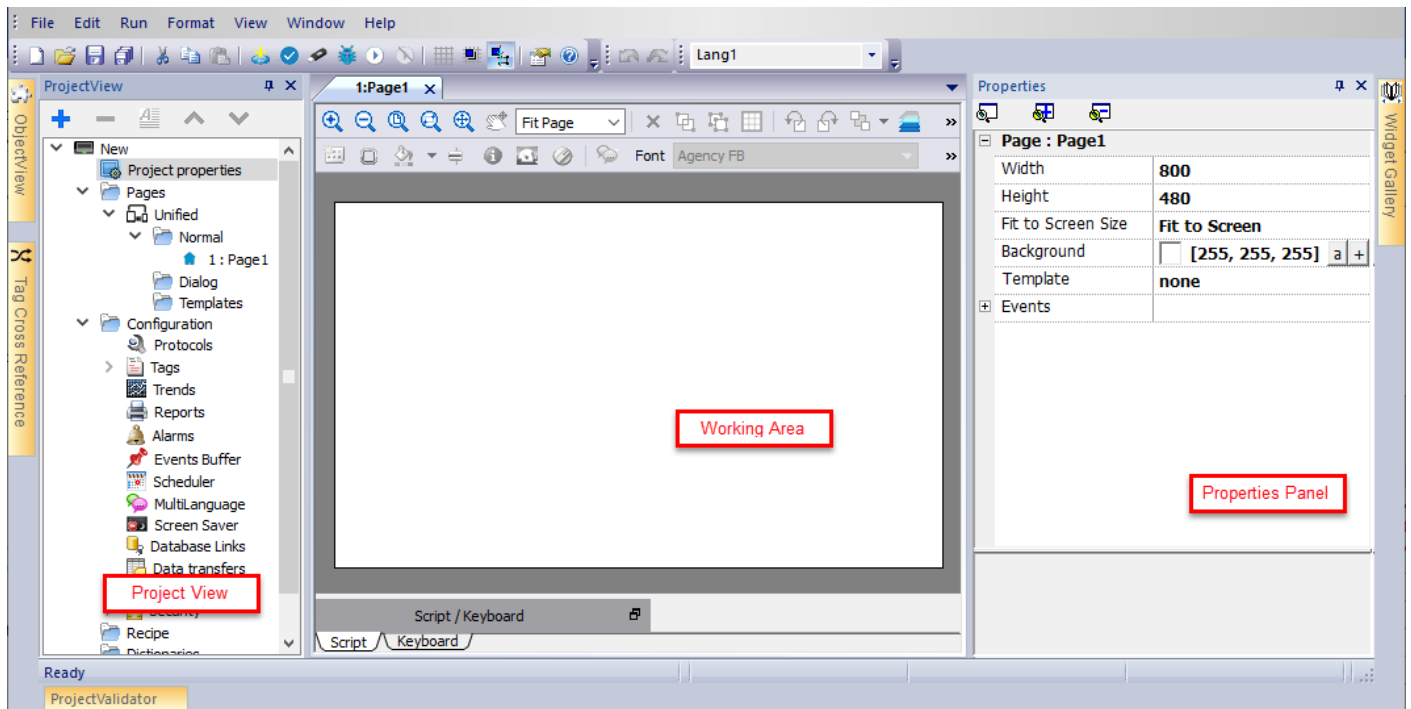 File Edit Run Format View Window Help
Lang1
ObjectView
Tag Cross Reference
ProjectView
New
Project properties
Pages
Unified
Normal
1 : Page1
Dialog
Templates
Configuration
Protocols
Tags
Trends
Reports
Alarms
Events Buffer
Scheduler
MultiLanguage
Screen Saver
Database Links
Data transfers
Project View
Security
Recipe
Dictionaries
1:Page1
Fit Page
Font Agency FB
Working Area
Script / Keyboard
Script Keyboard
Properties
Page : Page1
Width 800
Height 480
Fit to Screen Size Fit to Screen
Background [255, 255, 255] a +
Template none
Events
Properties Panel
Widget Gallery
Ready
ProjectValidator